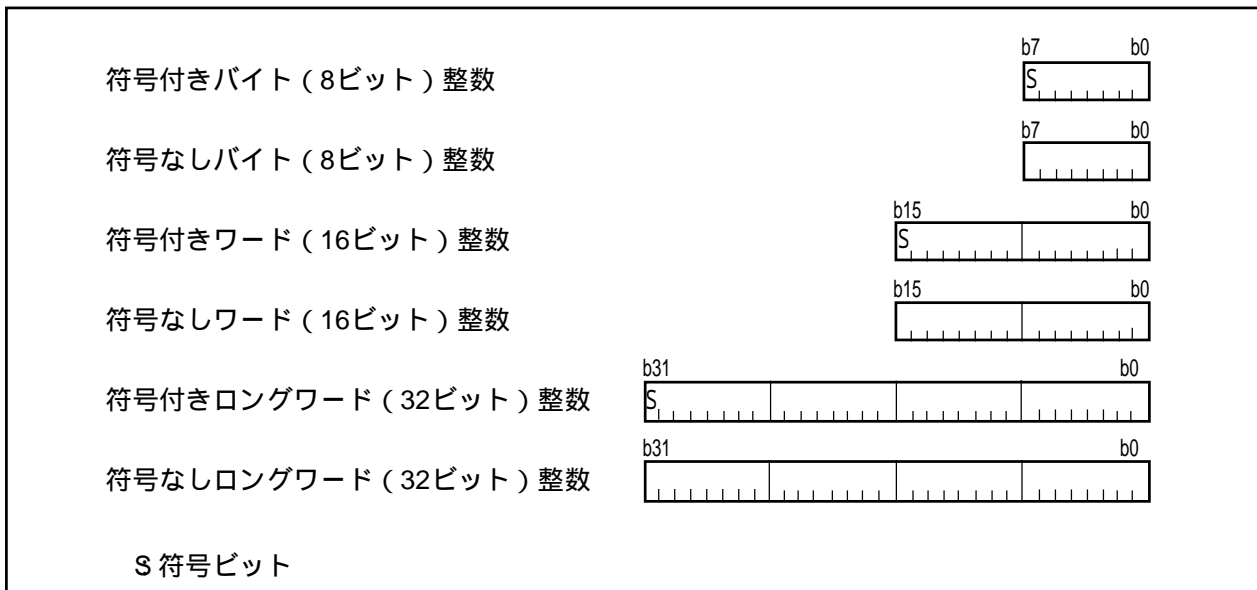 b7 b0
符号付きバイト(8ビット)整数 S
b7 b0
符号なしバイト(8ビット)整数
b15 b0
符号付きワード(16ビット)整数 S
b15 b0
符号なしワード(16ビット)整数
b31 b0
符号付きロングワード(32ビット)整数 S
b31 b0
符号なしロングワード(32ビット)整数
S 符号ビット